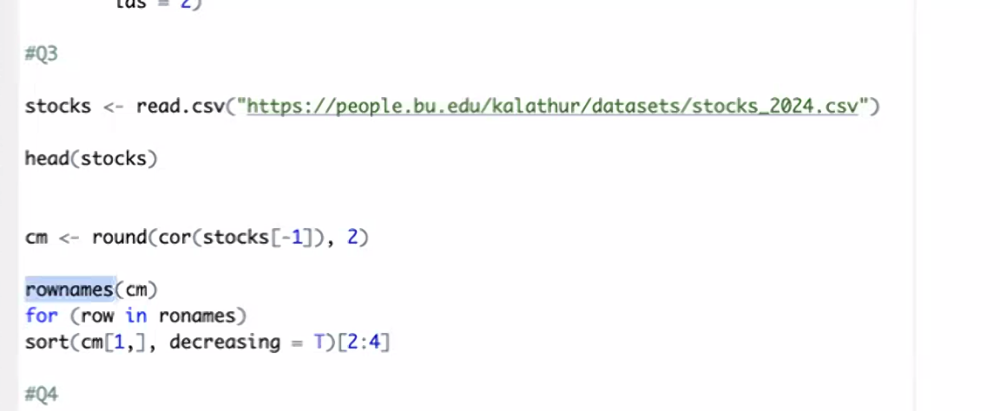 lds = 2)
#Q3
stocks <- read.csv("https://people.bu.edu/kalathur/datasets/stocks_2024.csv")
head(stocks)
cm <- round(cor(stocks[-1]), 2)
rownames(cm)
for (row in ronames)
sort(cm[1,], decreasing = T)[2:4]
#Q4